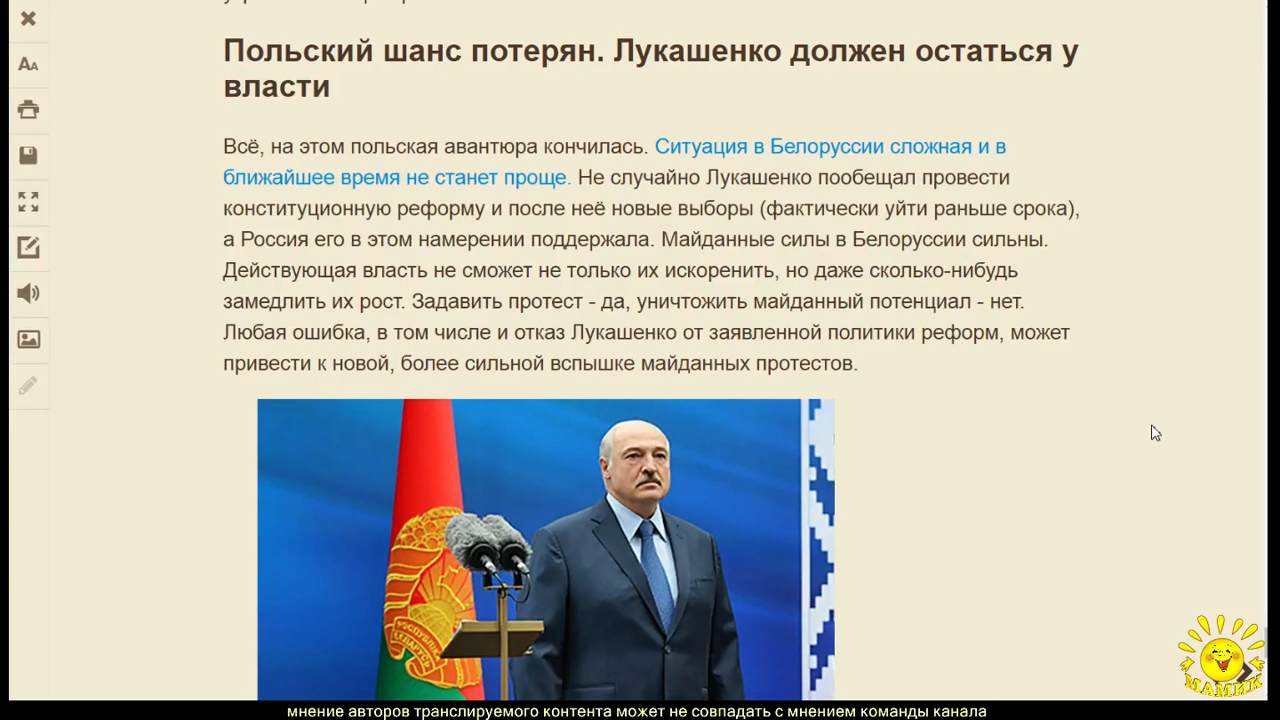 Польский шанс потерян. Лукашенко должен остаться у
власти
Всё, на этом польская авантюра кончилась. Ситуация в Белоруссии сложная и в
ближайшее время не станет проще. Не случайно Лукашенко пообещал провести
конституционную реформу и после неё новые выборы (фактически уйти раньше срока),
а Россия его в этом намерении поддержала. Майданные силы в Белоруссии сильны.
Действующая власть не сможет не только их искоренить, но даже сколько-нибудь
замедлить их рост. Задавить протест - да, уничтожить майданный потенциал - нет.
Любая ошибка, в том числе и отказ Лукашенко от заявленной политики реформ, может
привести к новой, более сильной вспышке майданных протестов.
РЭСПУБЛІКА
БЕЛАРУСЬ
МАМИК
мнение авторов транслируемого контента может не совпадать с мнением команды канала